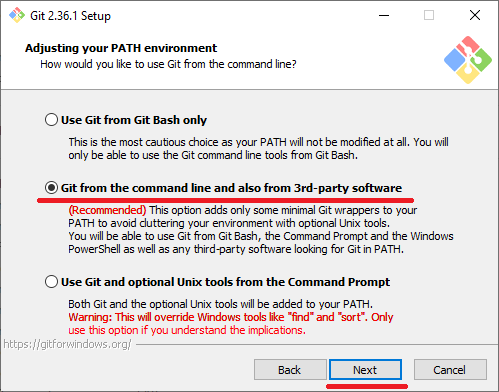 Git 2.36.1 Setup
Adjusting your PATH environment
How would you like to use Git from the command line?
Use Git from Git Bash only
This is the most cautious choice as your PATH will not be modified at all. You will
only be able to use the Git command line tools from Git Bash.
Git from the command line and also from 3rd-party software
(Recommended) This option adds only some minimal Git wrappers to your
PATH to avoid cluttering your environment with optional Unix tools.
You will be able to use Git from Git Bash, the Command Prompt and the Windows
PowerShell as well as any third-party software looking for Git in PATH.
Use Git and optional Unix tools from the Command Prompt
Both Git and the optional Unix tools will be added to your PATH.
Warning: This will override Windows tools like "find" and "sort". Only
use this option if you understand the implications.
https://gitforwindows.org/
Back
Next
Cancel